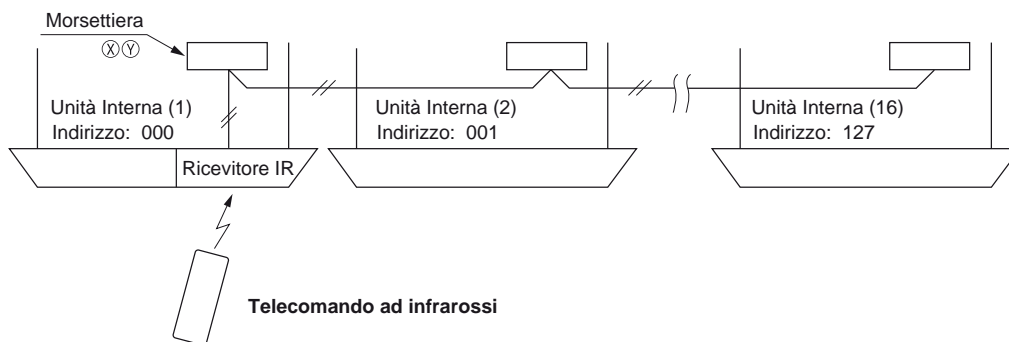 Morsettiera
Ⓧ Ⓨ
Unità Interna (1)
Indirizzo: 000
Unità Interna (2)
Indirizzo: 001
Unità Interna (16)
Indirizzo: 127
Ricevitore IR
Telecomando ad infrarossi